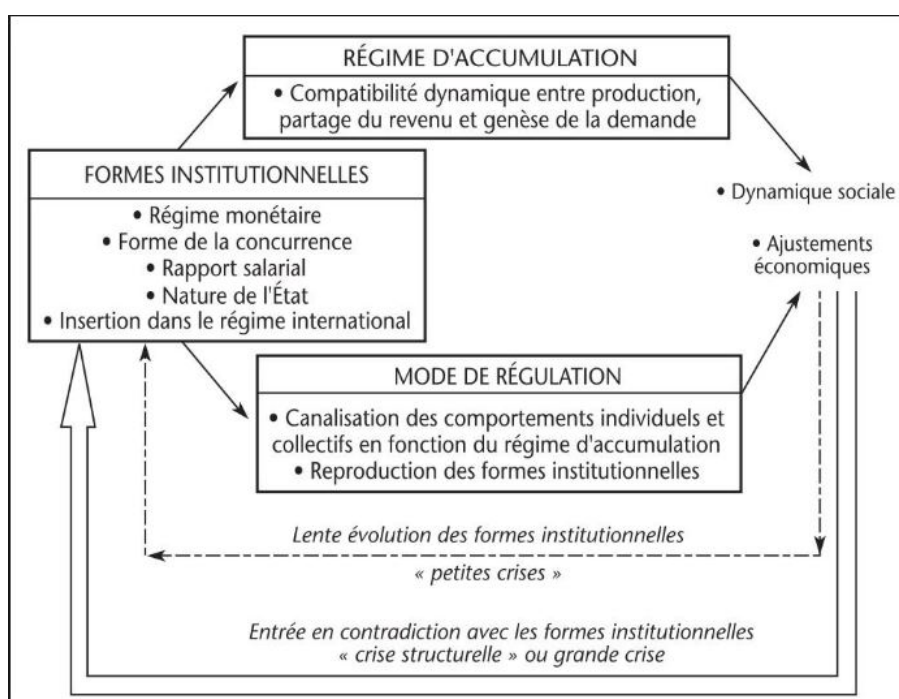 RÉGIME D'ACCUMULATION
• Compatibilité dynamique entre production,
partage du revenu et genèse de la demande
FORMES INSTITUTIONNELLES
• Régime monétaire
• Forme de la concurrence
• Rapport salarial
• Nature de l'État
• Insertion dans le régime international
• Dynamique sociale
• Ajustements
économiques
MODE DE RÉGULATION
• Canalisation des comportements individuels et
collectifs en fonction du régime d'accumulation
• Reproduction des formes institutionnelles
Lente évolution des formes institutionnelles
« petites crises »
Entrée en contradiction avec les formes institutionnelles
« crise structurelle » ou grande crise